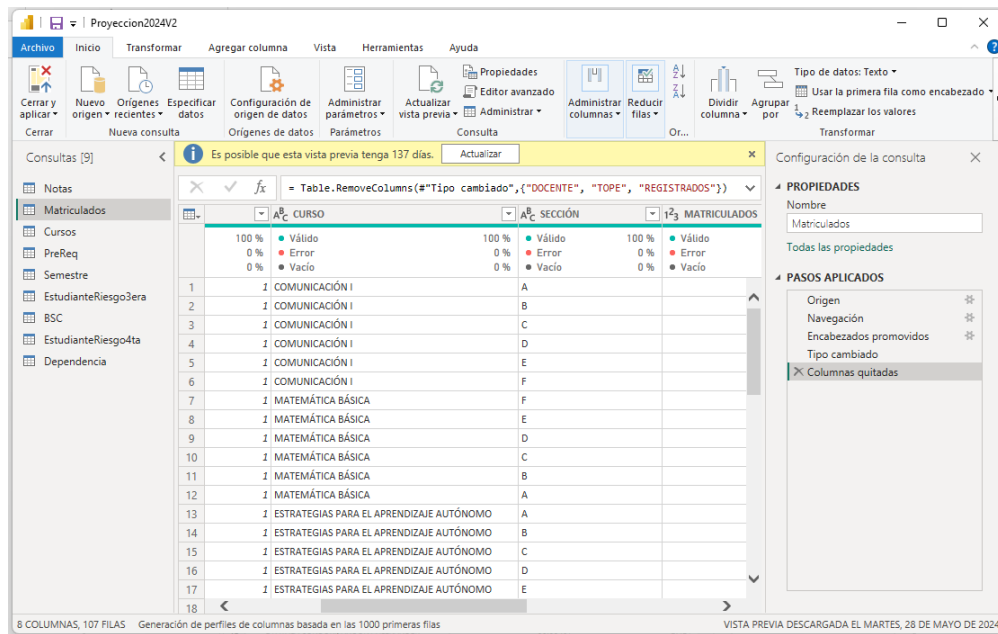 Proyeccion2024V2
Archivo Inicio Transformar Agregar columna Vista Herramientas Ayuda
Cerrar y aplicar
Nuevo origen
Orígenes recientes
Especificar datos
Configuración de origen de datos
Administrar parámetros
Actualizar vista previa
Propiedades
Editor avanzado
Administrar
Administrar columnas
Reducir filas
Dividir columna
Agrupar por
Tipo de datos: Texto
Usar la primera fila como encabezado
Reemplazar los valores
Cerrar Nueva consulta Orígenes de datos Parámetros Consulta Or... Transformar
Consultas [9]
Notas
Matriculados
Cursos
PreReq
Semestre
EstudianteRiesgo3era
BSC
EstudianteRiesgo4ta
Dependencia
Es posible que esta vista previa tenga 137 días. Actualizar
fx = Table.RemoveColumns(#"Tipo cambiado",{"DOCENTE", "TOPE", "REGISTRADOS"})
ABC CURSO ABC SECCIÓN 123 MATRICULADOS
100 % Válido 100 % Válido 100 % Válido
0 % Error 0 % Error 0 % Error
0 % Vacío 0 % Vacío 0 % Vacío
1 1 COMUNICACIÓN I A
2 1 COMUNICACIÓN I B
3 1 COMUNICACIÓN I C
4 1 COMUNICACIÓN I D
5 1 COMUNICACIÓN I E
6 1 COMUNICACIÓN I F
7 1 MATEMÁTICA BÁSICA F
8 1 MATEMÁTICA BÁSICA E
9 1 MATEMÁTICA BÁSICA D
10 1 MATEMÁTICA BÁSICA C
11 1 MATEMÁTICA BÁSICA B
12 1 MATEMÁTICA BÁSICA A
13 1 ESTRATEGIAS PARA EL APRENDIZAJE AUTÓNOMO A
14 1 ESTRATEGIAS PARA EL APRENDIZAJE AUTÓNOMO B
15 1 ESTRATEGIAS PARA EL APRENDIZAJE AUTÓNOMO C
16 1 ESTRATEGIAS PARA EL APRENDIZAJE AUTÓNOMO D
17 1 ESTRATEGIAS PARA EL APRENDIZAJE AUTÓNOMO E
18
Configuración de la consulta
PROPIEDADES
Nombre
Matriculados
Todas las propiedades
PASOS APLICADOS
Origen
Navegación
Encabezados promovidos
Tipo cambiado
Columnas quitadas
8 COLUMNAS, 107 FILAS Generación de perfiles de columnas basada en las 1000 primeras filas VISTA PREVIA DESCARGADA EL MARTES, 28 DE MAYO DE 2024